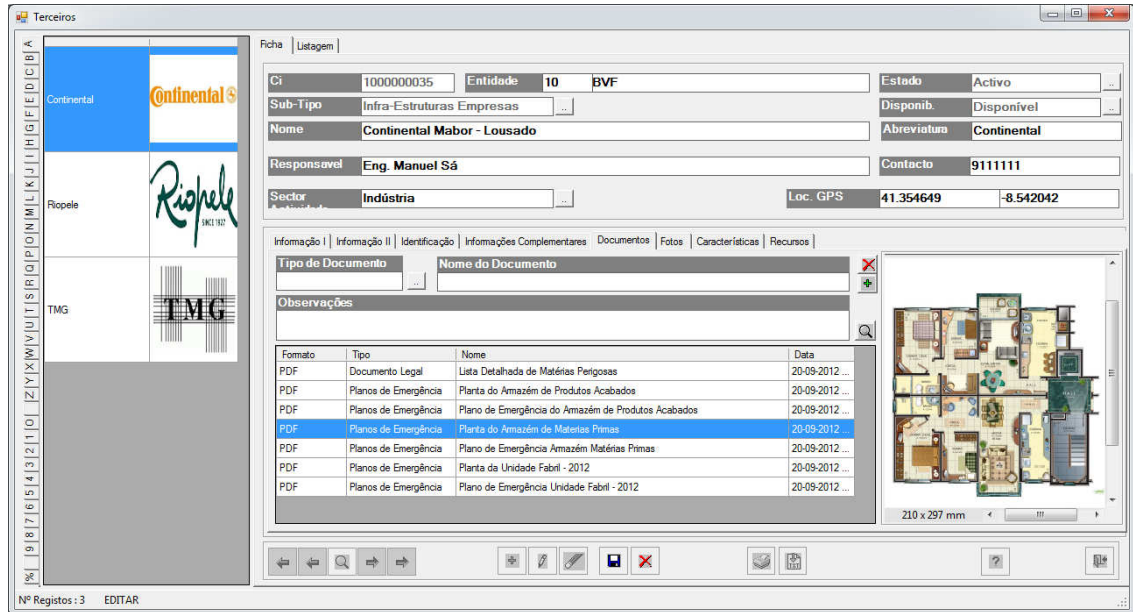 Terceiros
A B C D E F G H I J K L M N O P Q R S T U V W X Y Z 0 1 2 3 4 5 6 7 8 9 %
Continental
Continental
Riopele
Riopele
SINCE 1927
TMG
TMG
Ficha Listagem
Ci 1000000035 Entidade 10 BVF Estado Activo ..
Sub-Tipo Infra-Estruturas Empresas .. Disponib. Disponível ..
Nome Continental Mabor - Lousado Abreviatura Continental
Responsavel Eng. Manuel Sá Contacto 9111111
Sector Indústria .. Loc. GPS 41.354649 -8.542042
Informação I Informação II Identificação Informações Complementares Documentos Fotos Características Recursos
Tipo de Documento Nome do Documento
..
Observações
Formato Tipo Nome Data
PDF Documento Legal Lista Detalhada de Matérias Perigosas 20-09-2012 ...
PDF Planos de Emergência Planta do Armazém de Produtos Acabados 20-09-2012 ...
PDF Planos de Emergência Plano de Emergência do Armazém de Produtos Acabados 20-09-2012 ...
PDF Planos de Emergência Planta do Armazém de Materias Primas 20-09-2012 ...
PDF Planos de Emergência Plano de Emergência Armazém Matérias Primas 20-09-2012 ...
PDF Planos de Emergência Planta da Unidade Fabril - 2012 20-09-2012 ...
PDF Planos de Emergência Plano de Emergência Unidade Fabril - 2012 20-09-2012 ...
210 x 297 mm
TXT
?
Nº Registos : 3 EDITAR